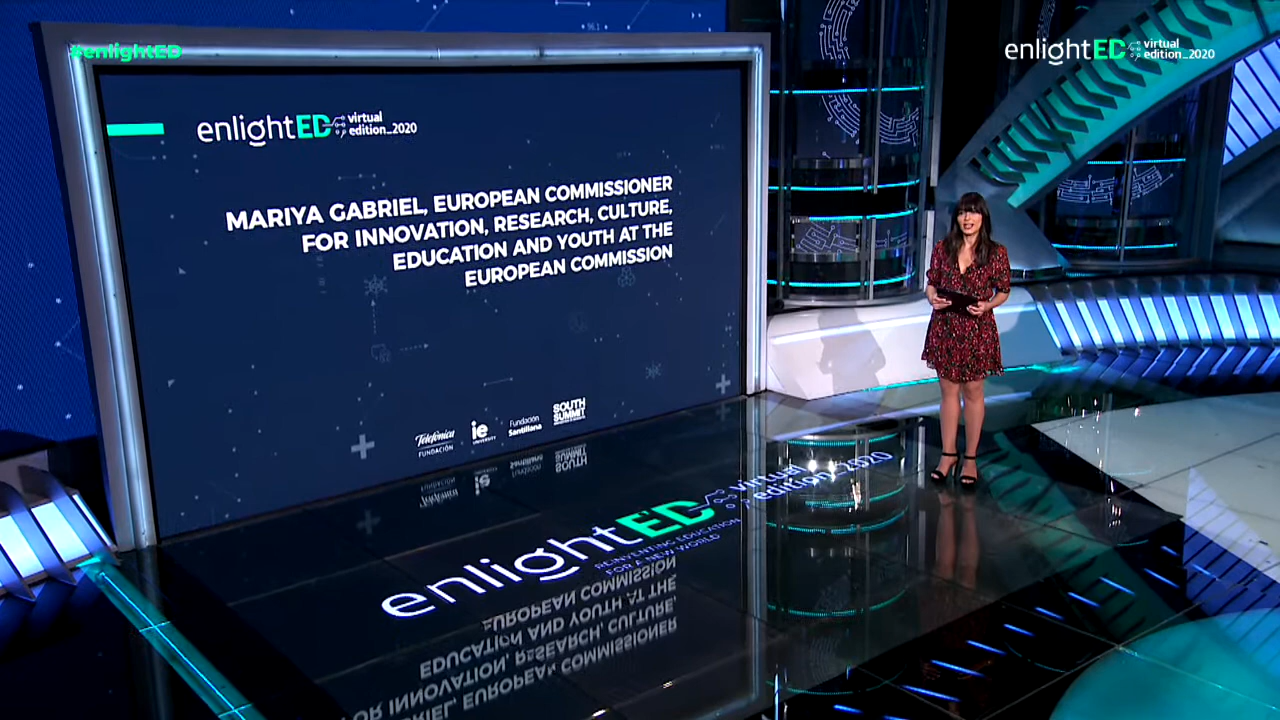 #enlightED
enlightED virtual edition_2020
enlightED virtual edition_2020
MARIYA GABRIEL, EUROPEAN COMMISSIONER
FOR INNOVATION, RESEARCH, CULTURE,
EDUCATION AND YOUTH AT THE
EUROPEAN COMMISSION
Telefónica
FUNDACIÓN
ie
UNIVERSITY
Fundación
Santillana
SOUTH
SUMMIT
enlightED virtual edition_2020
REINVENTING EDUCATION
FOR A NEW WORLD